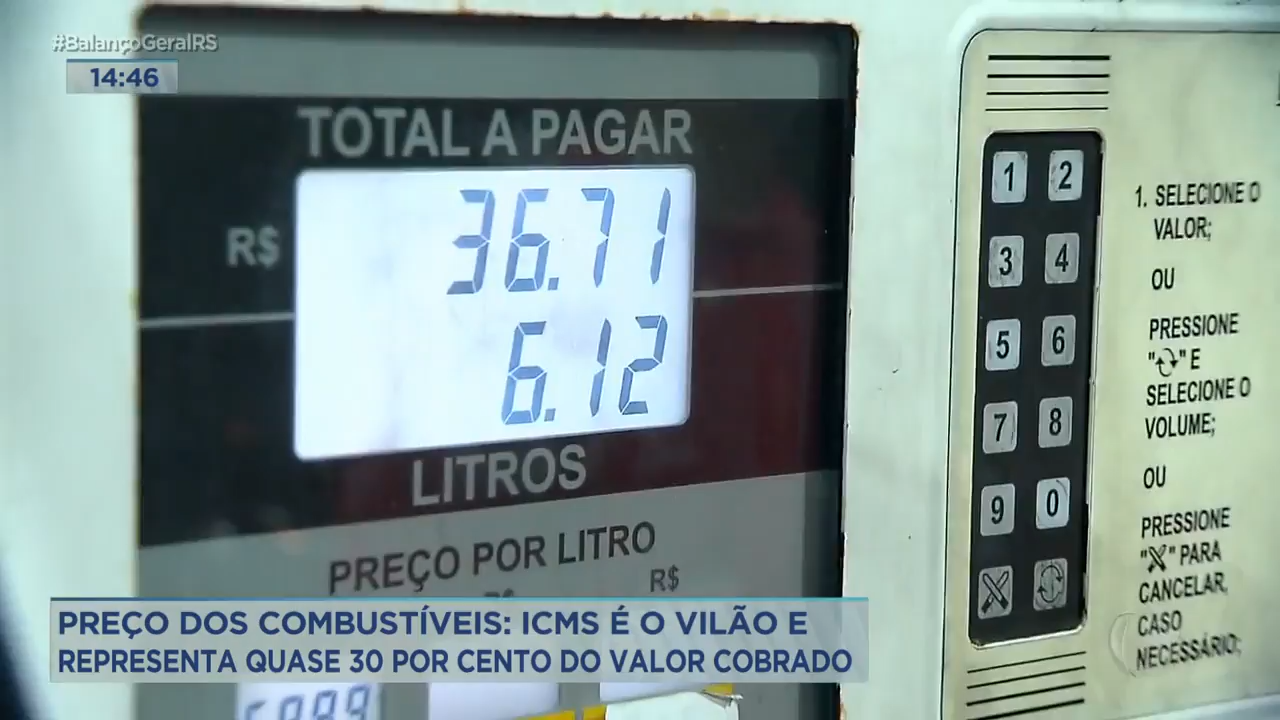 #BalançoGeralRS
14:46
TOTAL A PAGAR
R$ 36.71
6.12
LITROS
PREÇO POR LITRO
R$
PREÇO DOS COMBUSTÍVEIS: ICMS É O VILÃO E
REPRESENTA QUASE 30 POR CENTO DO VALOR COBRADO
1 2
3 4
5 6
7 8
9 0
1. SELECIONE O
VALOR;
OU
PRESSIONE
" " E
SELECIONE O
VOLUME;
OU
PRESSIONE
" " PARA
CANCELAR,
CASO
NECESSÁRIO;